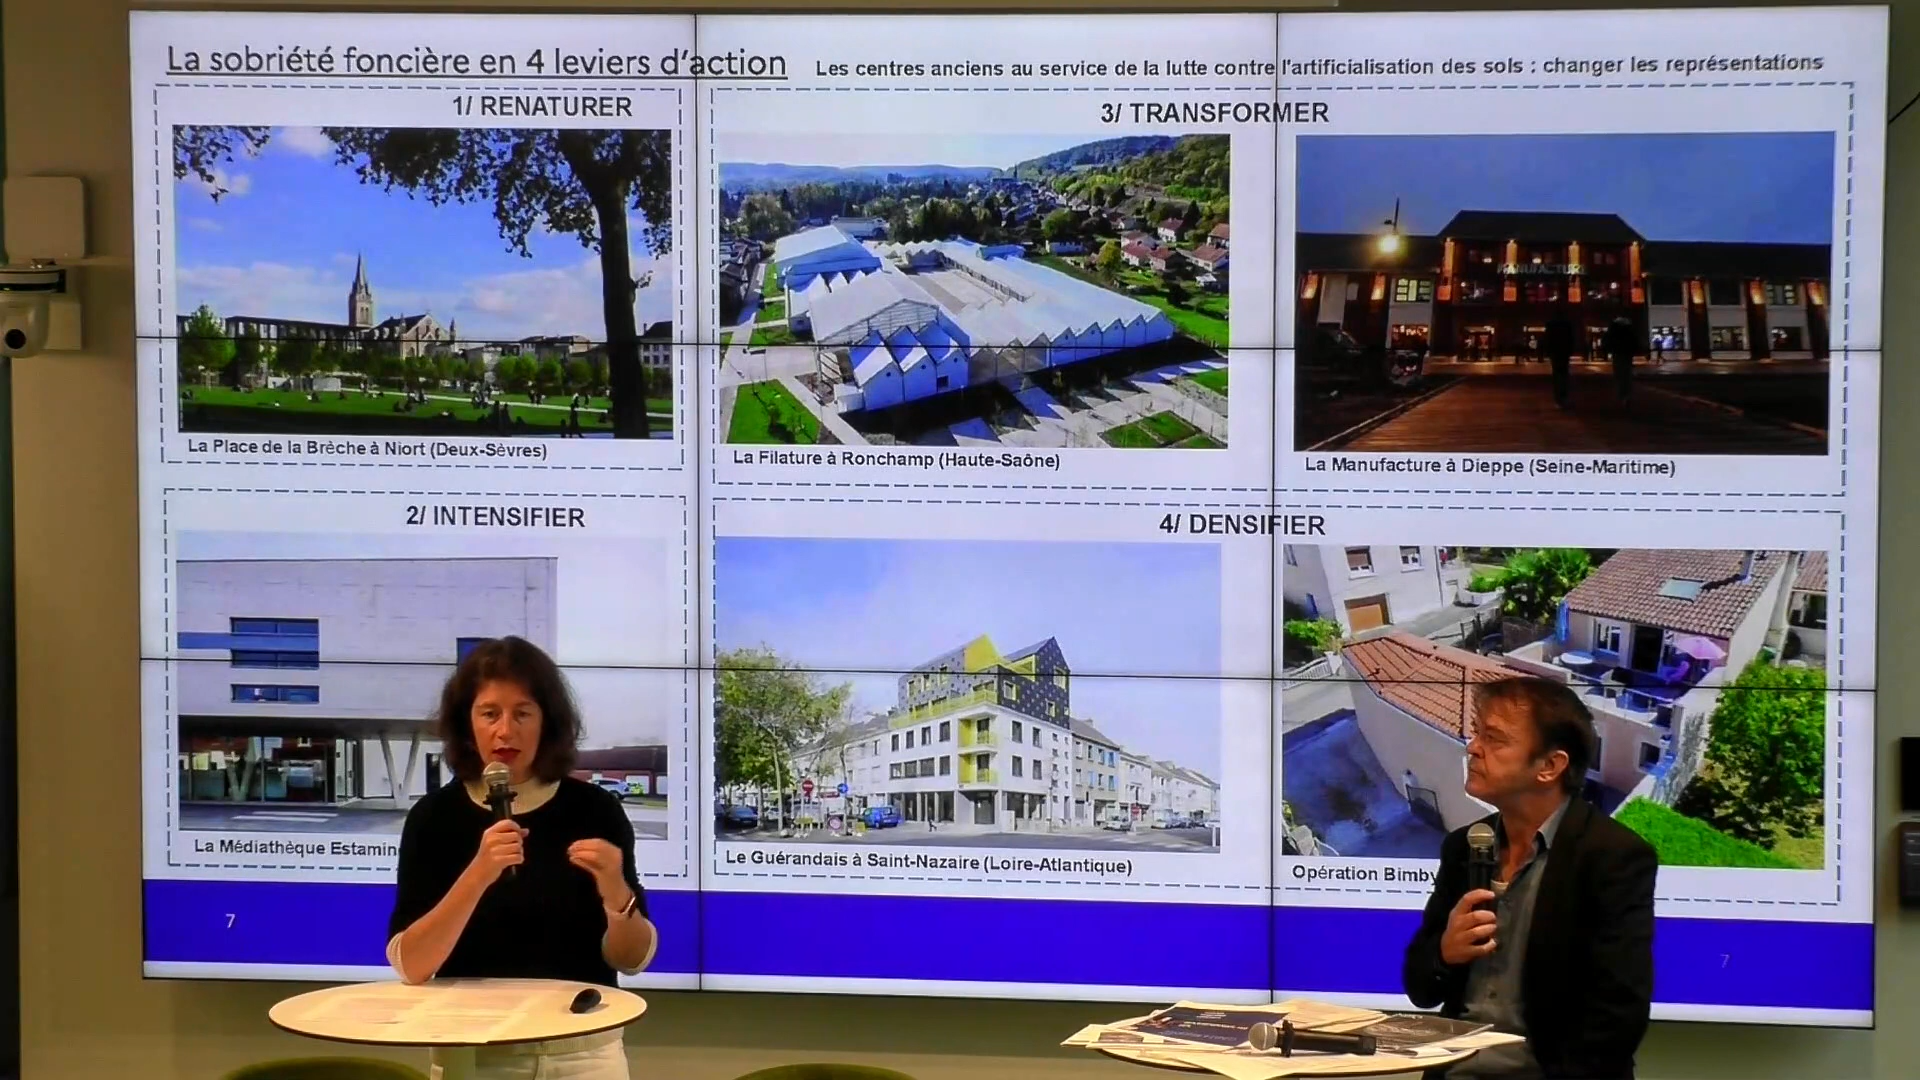 La sobriété foncière en 4 leviers d'action
Les centres anciens au service de la lutte contre l'artificialisation des sols : changer les représentations
1/ RENATURER
La Place de la Brèche à Niort (Deux-Sèvres)
3/ TRANSFORMER
MANUFACTURE
La Filature à Ronchamp (Haute-Saône)
La Manufacture à Dieppe (Seine-Maritime)
2/ INTENSIFIER
La Médiathèque Estamin
4/ DENSIFIER
Le Guérandais à Saint-Nazaire (Loire-Atlantique)
Opération Bimby
7
7